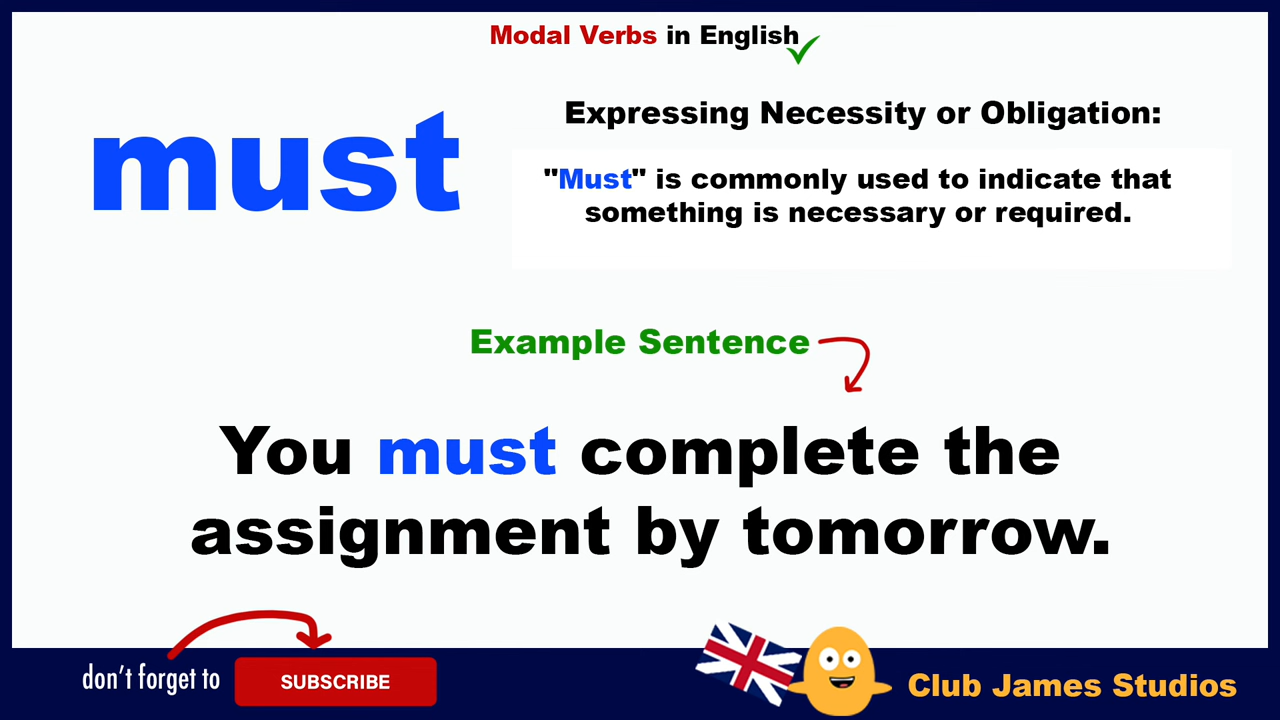 Modal Verbs in English
must
Expressing Necessity or Obligation:
"Must" is commonly used to indicate that
something is necessary or required.
Example Sentence
You must complete the
assignment by tomorrow.
don't forget to
SUBSCRIBE
Club James Studios